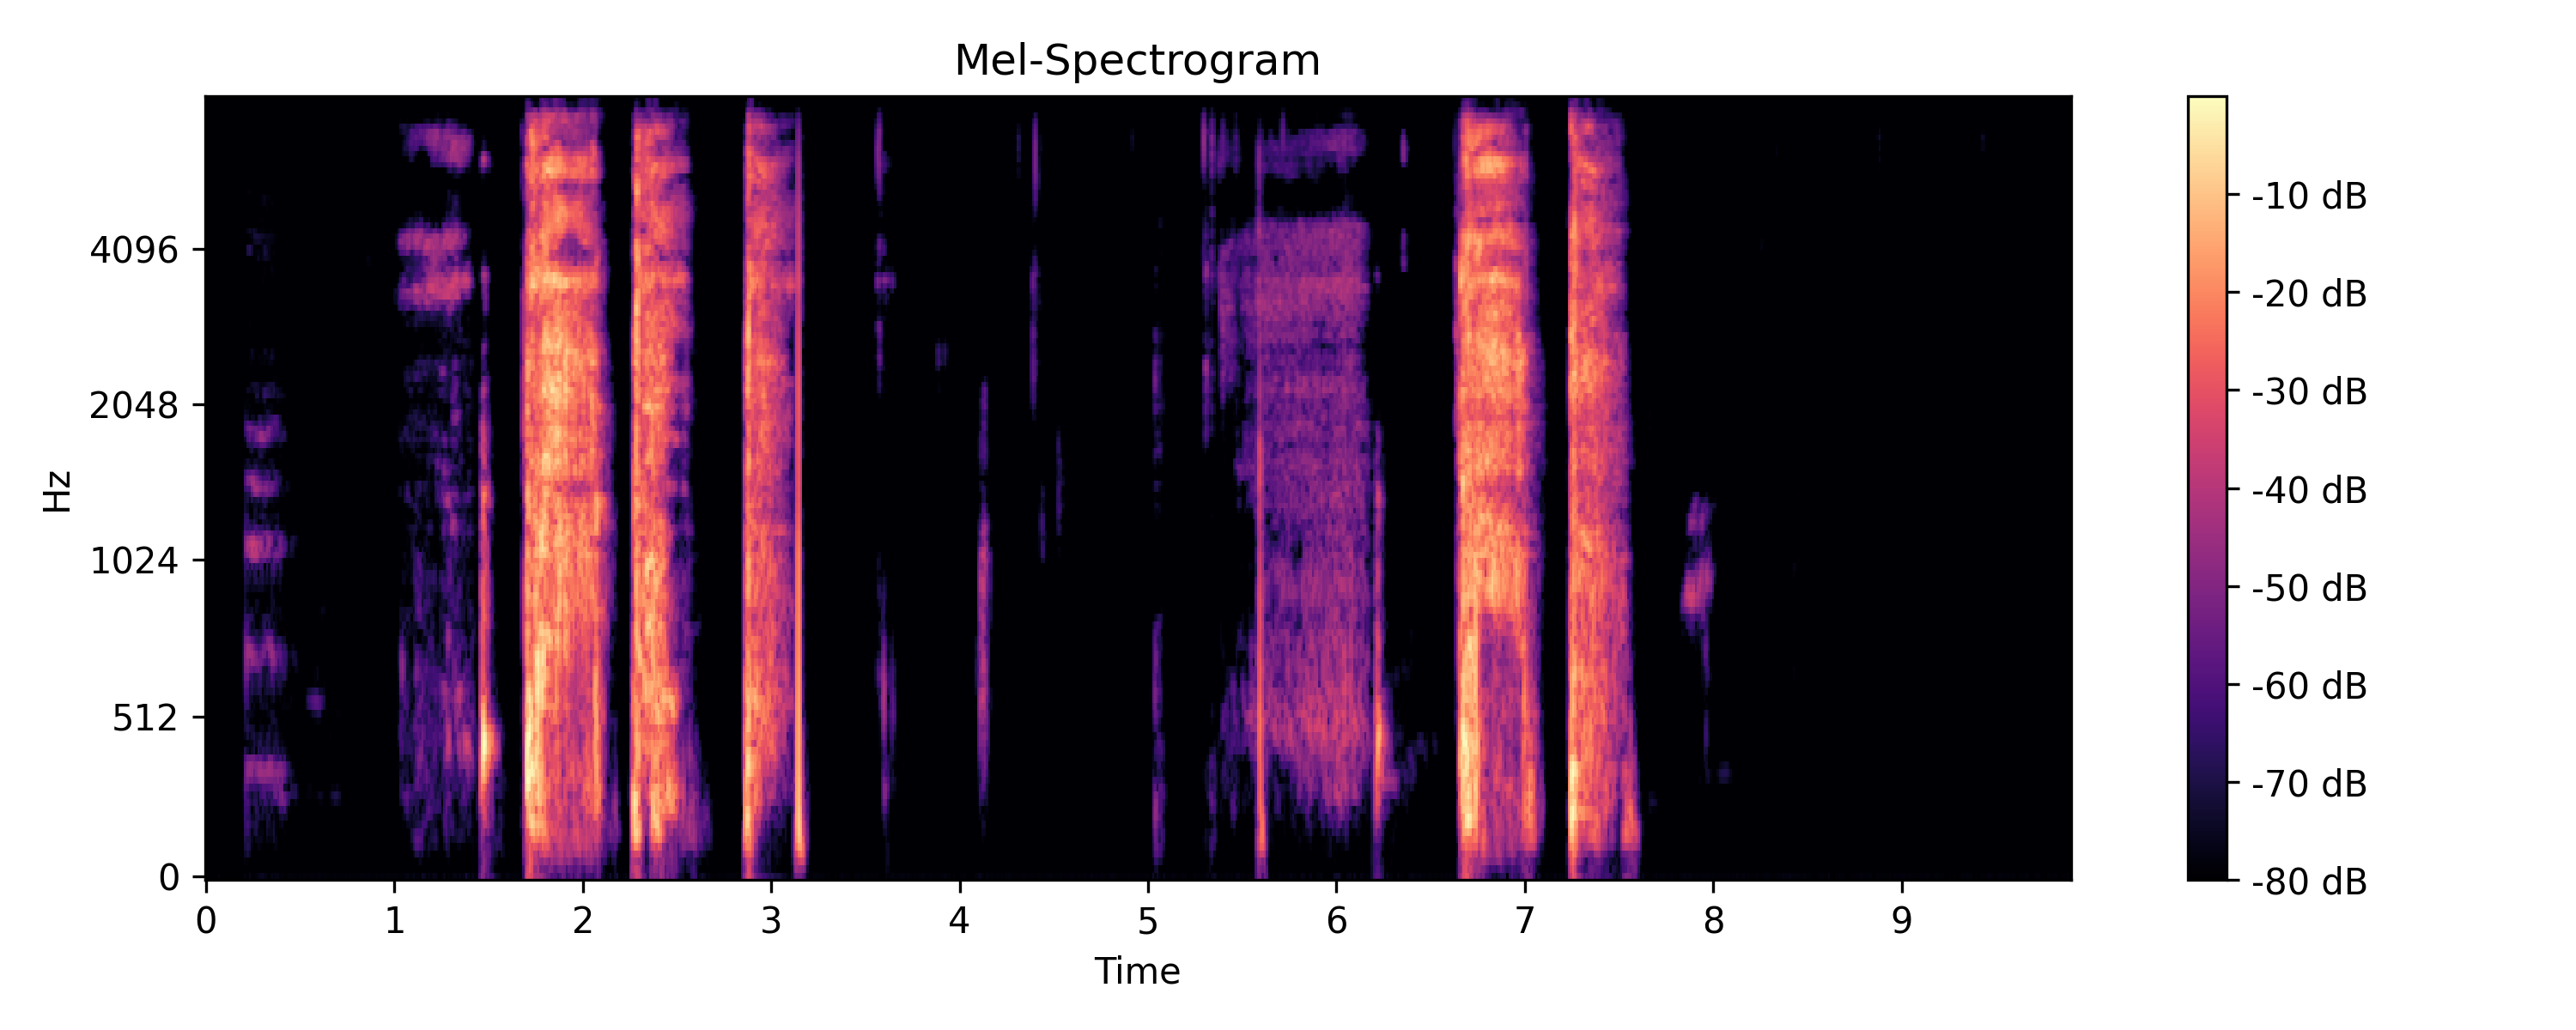 Mel-Spectrogram
Hz
4096
2048
1024
512
0
0 1 2 3 4 5 6 7 8 9
Time
-10 dB
-20 dB
-30 dB
-40 dB
-50 dB
-60 dB
-70 dB
-80 dB